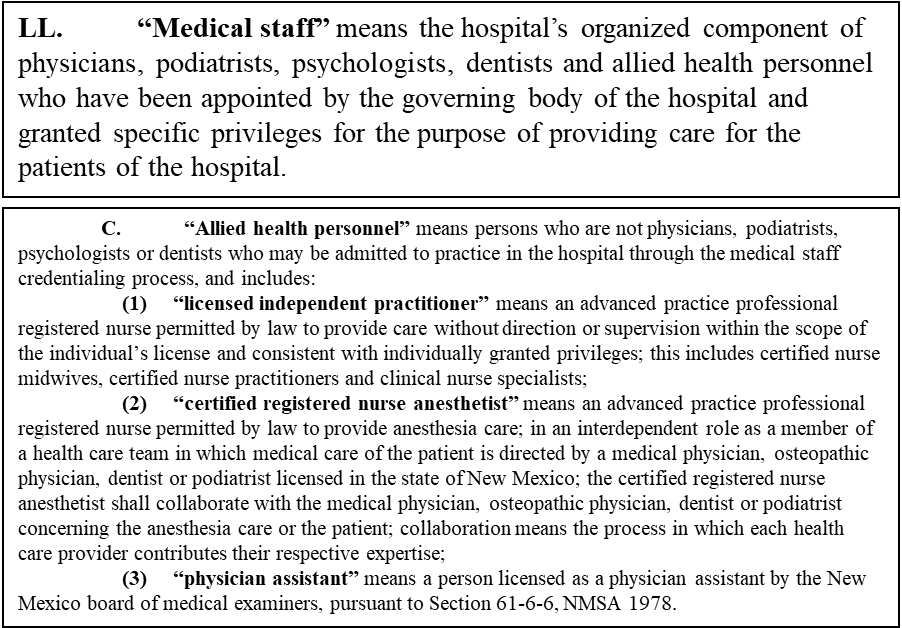 LL. “Medical staff” means the hospital’s organized component of
physicians, podiatrists, psychologists, dentists and allied health personnel
who have been appointed by the governing body of the hospital and
granted specific privileges for the purpose of providing care for the
patients of the hospital.
C. “Allied health personnel” means persons who are not physicians, podiatrists,
psychologists or dentists who may be admitted to practice in the hospital through the medical staff
credentialing process, and includes:
(1) “licensed independent practitioner” means an advanced practice professional
registered nurse permitted by law to provide care without direction or supervision within the scope of
the individual’s license and consistent with individually granted privileges; this includes certified nurse
midwives, certified nurse practitioners and clinical nurse specialists;
(2) “certified registered nurse anesthetist” means an advanced practice professional
registered nurse permitted by law to provide anesthesia care; in an interdependent role as a member of
a health care team in which medical care of the patient is directed by a medical physician, osteopathic
physician, dentist or podiatrist licensed in the state of New Mexico; the certified registered nurse
anesthetist shall collaborate with the medical physician, osteopathic physician, dentist or podiatrist
concerning the anesthesia care or the patient; collaboration means the process in which each health
care provider contributes their respective expertise;
(3) “physician assistant” means a person licensed as a physician assistant by the New
Mexico board of medical examiners, pursuant to Section 61-6-6, NMSA 1978.